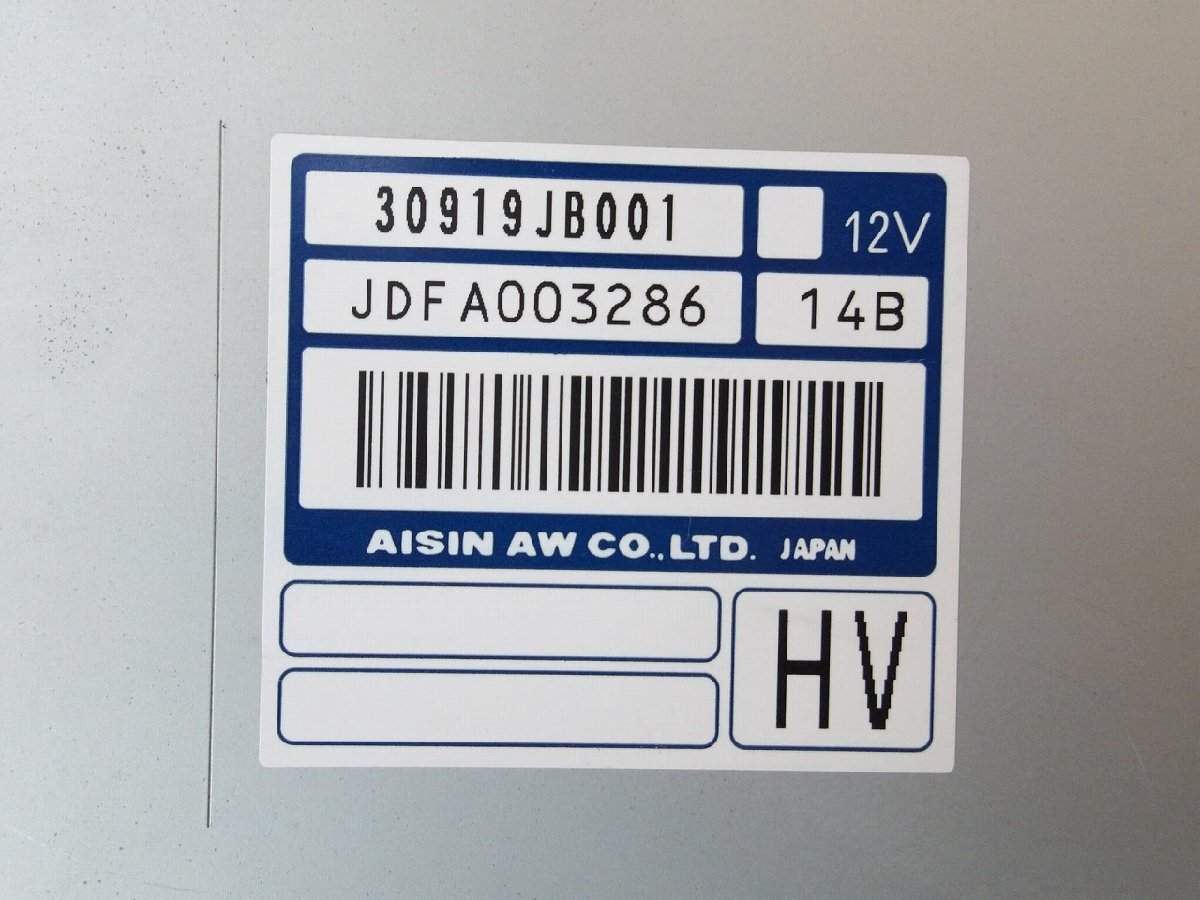 30919JB001
12V
JDFA003286
14B
AISIN AW CO.,LTD. JAPAN
HV